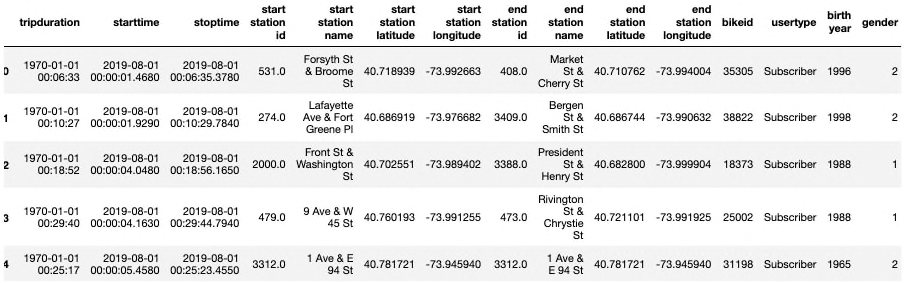 tripduration starttime stoptime start station id start station name start station latitude start station longitude end station id end station name end station latitude end station longitude bikeid usertype birth year gender
0 1970-01-01 00:06:33 2019-08-01 00:00:01.4680 2019-08-01 00:06:35.3780 531.0 Forsyth St & Broome St 40.718939 -73.992663 408.0 Market St & Cherry St 40.710762 -73.994004 35305 Subscriber 1996 2
1 1970-01-01 00:10:27 2019-08-01 00:00:01.9290 2019-08-01 00:10:29.7840 274.0 Lafayette Ave & Fort Greene Pl 40.686919 -73.976682 3409.0 Bergen St & Smith St 40.686744 -73.990632 38822 Subscriber 1998 2
2 1970-01-01 00:18:52 2019-08-01 00:00:04.0480 2019-08-01 00:18:56.1650 2000.0 Front St & Washington St 40.702551 -73.989402 3388.0 President St & Henry St 40.682800 -73.999904 18373 Subscriber 1988 1
3 1970-01-01 00:29:40 2019-08-01 00:00:04.1630 2019-08-01 00:29:44.7940 479.0 9 Ave & W 45 St 40.760193 -73.991255 473.0 Rivington St & Chrystie St 40.721101 -73.991925 25002 Subscriber 1988 1
4 1970-01-01 00:25:17 2019-08-01 00:00:05.4580 2019-08-01 00:25:23.4550 3312.0 1 Ave & E 94 St 40.781721 -73.945940 3312.0 1 Ave & E 94 St 40.781721 -73.945940 31198 Subscriber 1965 2